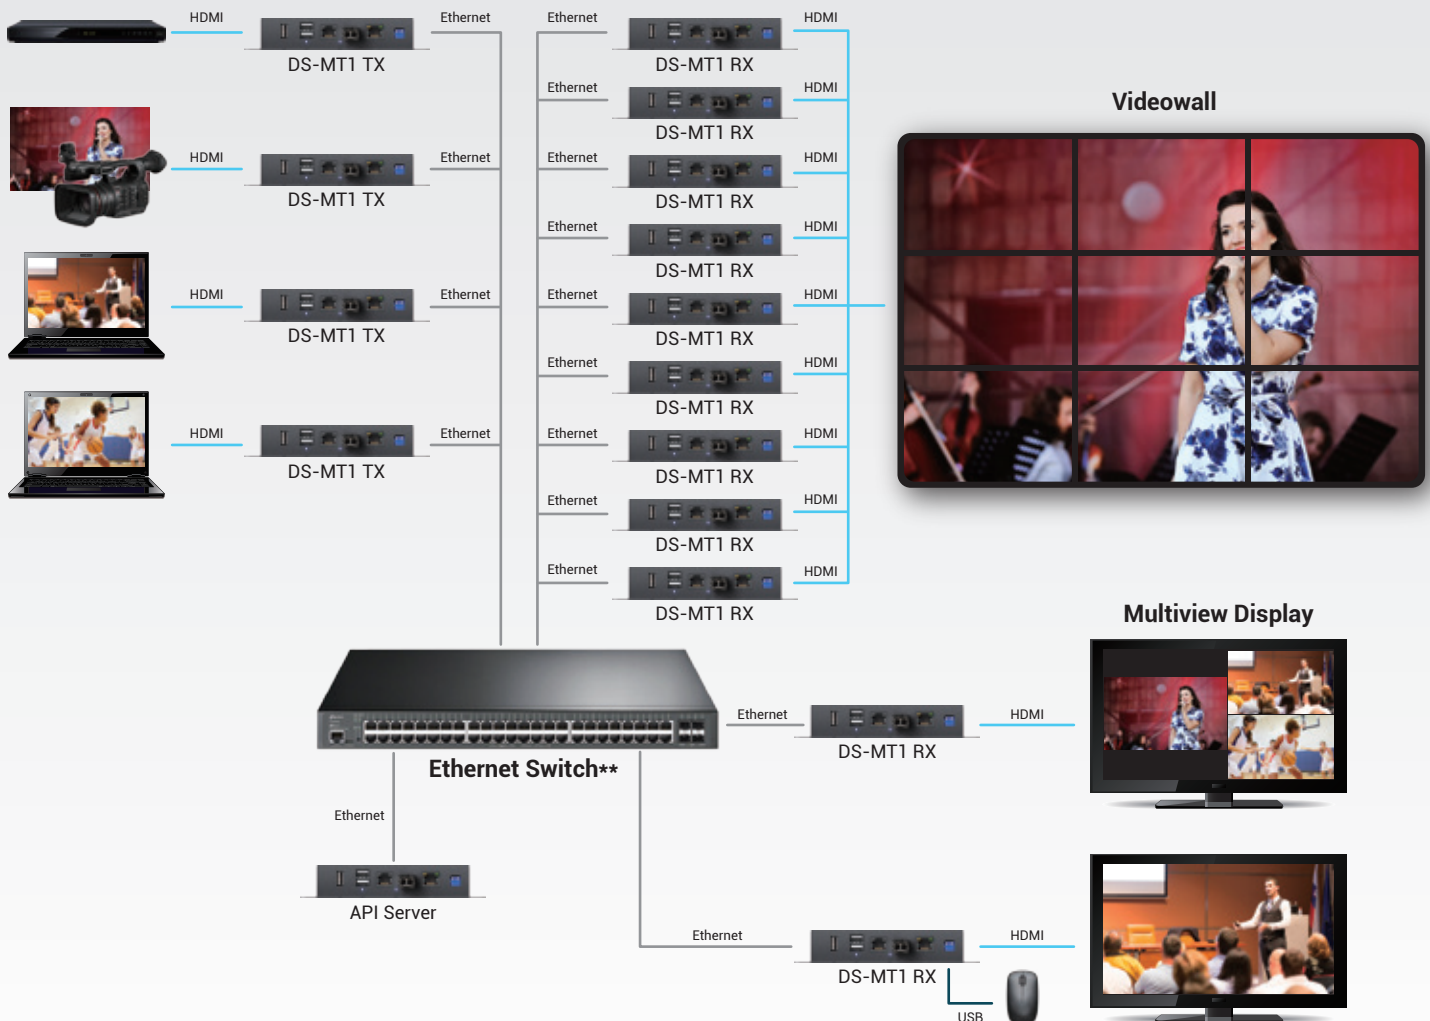 HDMI
DS-MT1 TX
Ethernet
HDMI
DS-MT1 TX
Ethernet
HDMI
DS-MT1 TX
Ethernet
HDMI
DS-MT1 TX
Ethernet
Ethernet
DS-MT1 RX
HDMI
Ethernet
DS-MT1 RX
HDMI
Ethernet
DS-MT1 RX
HDMI
Ethernet
DS-MT1 RX
HDMI
Ethernet
DS-MT1 RX
HDMI
Ethernet
DS-MT1 RX
HDMI
Ethernet
DS-MT1 RX
HDMI
Ethernet
DS-MT1 RX
HDMI
Ethernet
DS-MT1 RX
HDMI
Videowall
Ethernet Switch**
Ethernet
API Server
Ethernet
DS-MT1 RX
HDMI
Multiview Display
Ethernet
DS-MT1 RX
HDMI
USB